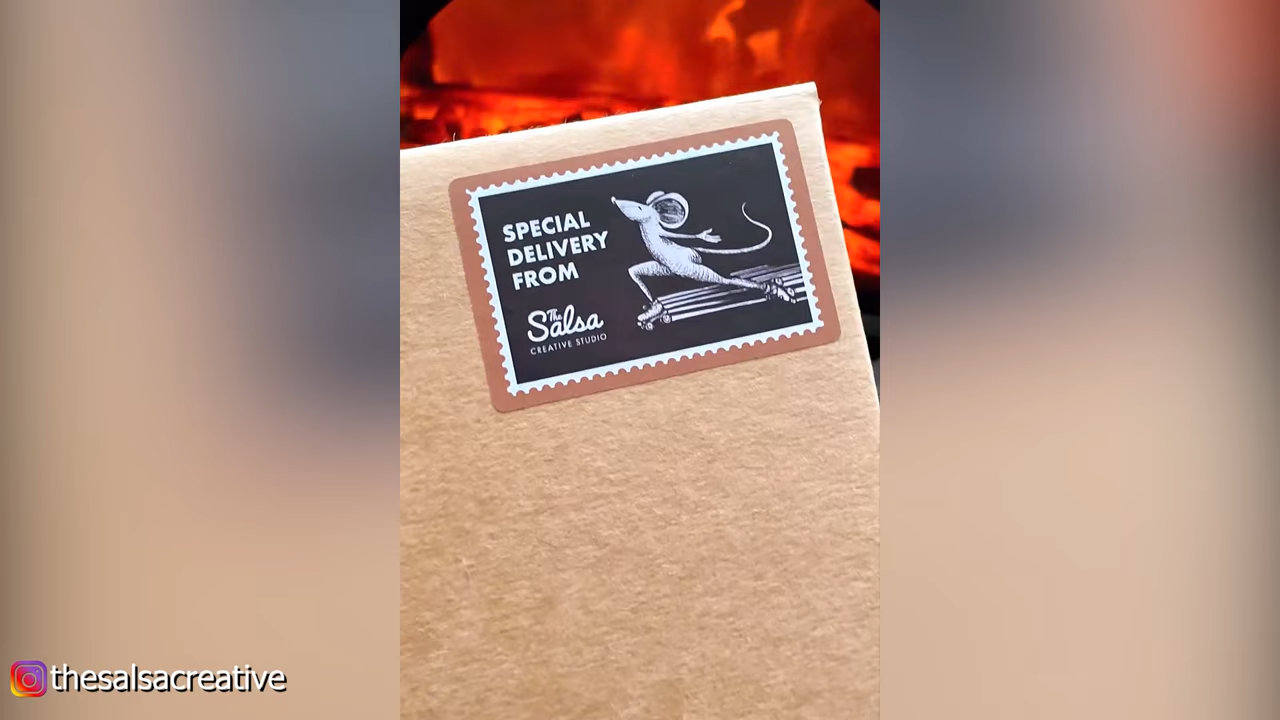 SPECIAL
DELIVERY
FROM
The
Salsa
CREATIVE STUDIO
thesalsacreative